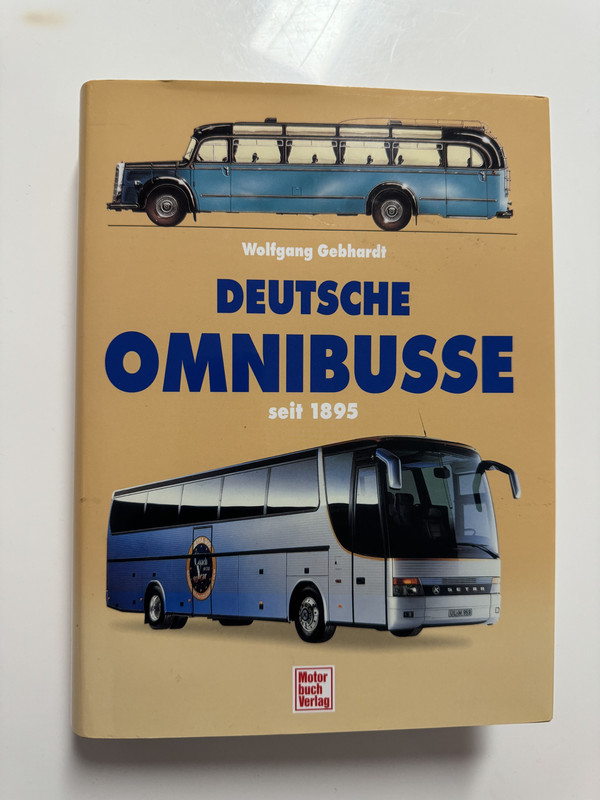 Wolfgang Gebhardt
DEUTSCHE
OMNIBUSSE
seit 1895
SETRA
Motor
buch
Verlag